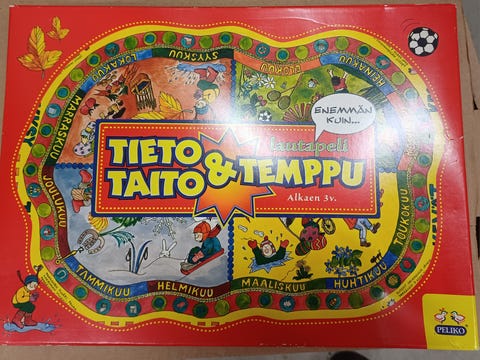 SYYSKUU
ELOKUU
HEINÄKUU
LOKAKUU
MARRASKUU
ENEMMÄN
KUIN...
lautapeli
TIETO
TAITO & TEMPPU
Alkaen 3v.
JOULUKUU
TOUKOKUU
TAMMIKUU
HELMIKUU
MAALISKUU
HUHTIKUU
PELIKO